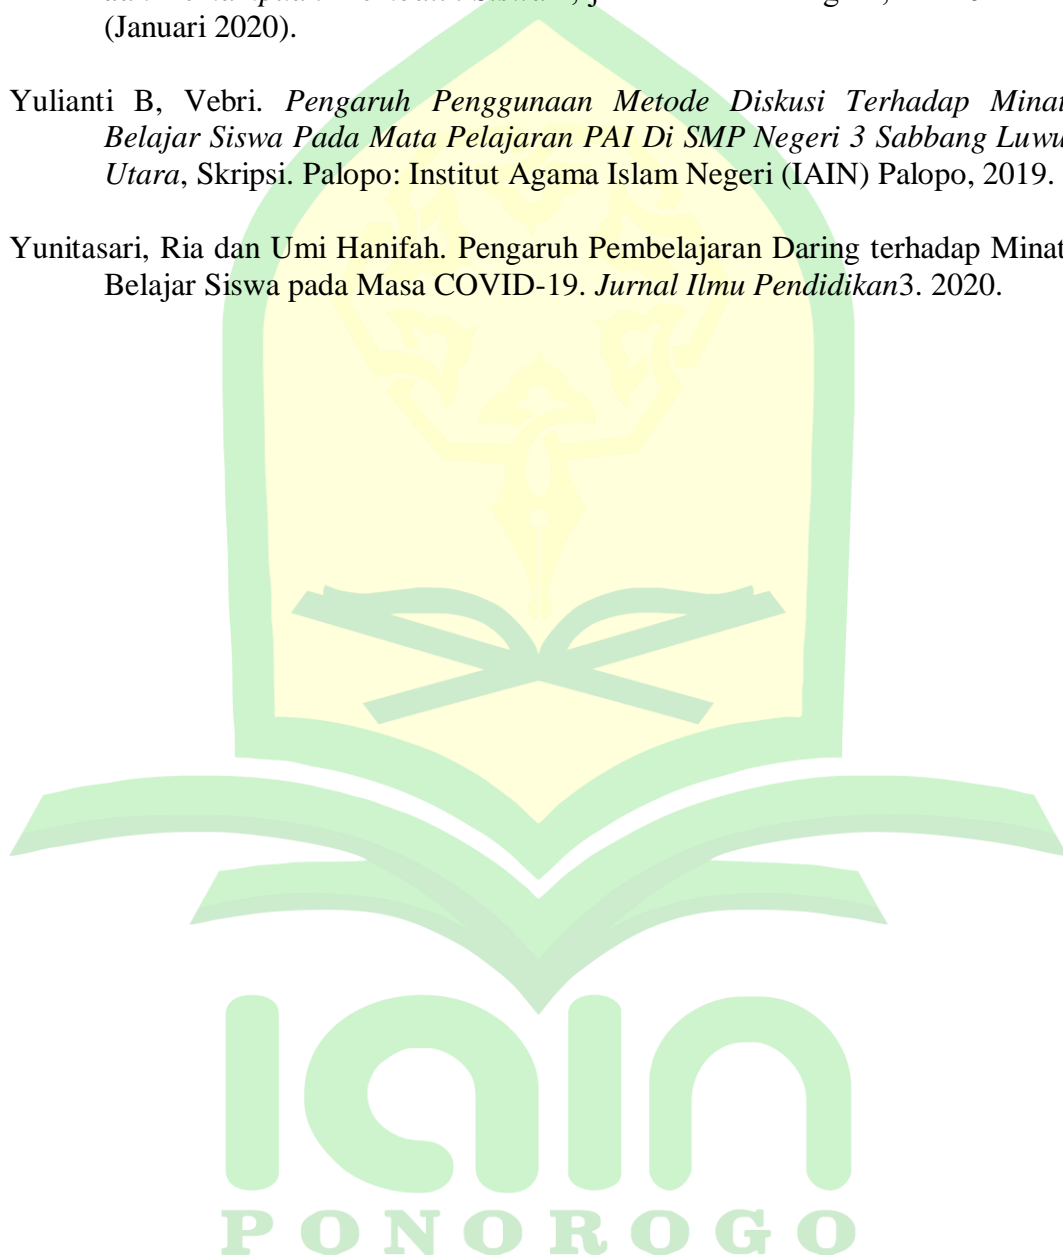 (Januari 2020).
Yulianti B, Vebri. Pengaruh Penggunaan Metode Diskusi Terhadap Minat
Belajar Siswa Pada Mata Pelajaran PAI Di SMP Negeri 3 Sabbang Luwu
Utara, Skripsi. Palopo: Institut Agama Islam Negeri (IAIN) Palopo, 2019.
Yunitasari, Ria dan Umi Hanifah. Pengaruh Pembelajaran Daring terhadap Minat
Belajar Siswa pada Masa COVID-19. Jurnal Ilmu Pendidikan3. 2020.
iain
PONOROGO